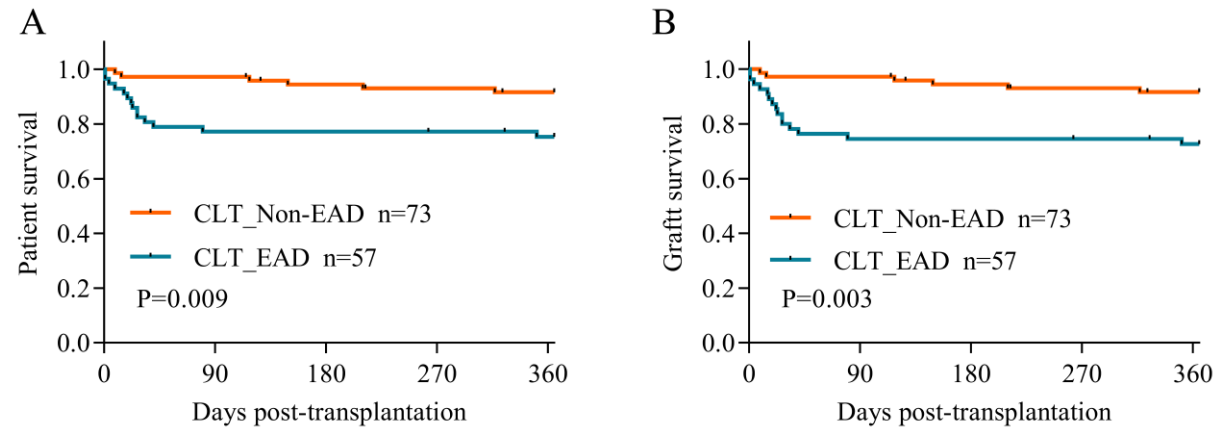 A
Patient survival
1.0
0.8
0.6
0.4
0.2
0.0
CLT_Non-EAD n=73
CLT_EAD n=57
P=0.009
0 90 180 270 360
Days post-transplantation
B
Graftt survival
1.0
0.8
0.6
0.4
0.2
0.0
CLT_Non-EAD n=73
CLT_EAD n=57
P=0.003
0 90 180 270 360
Days post-transplantation